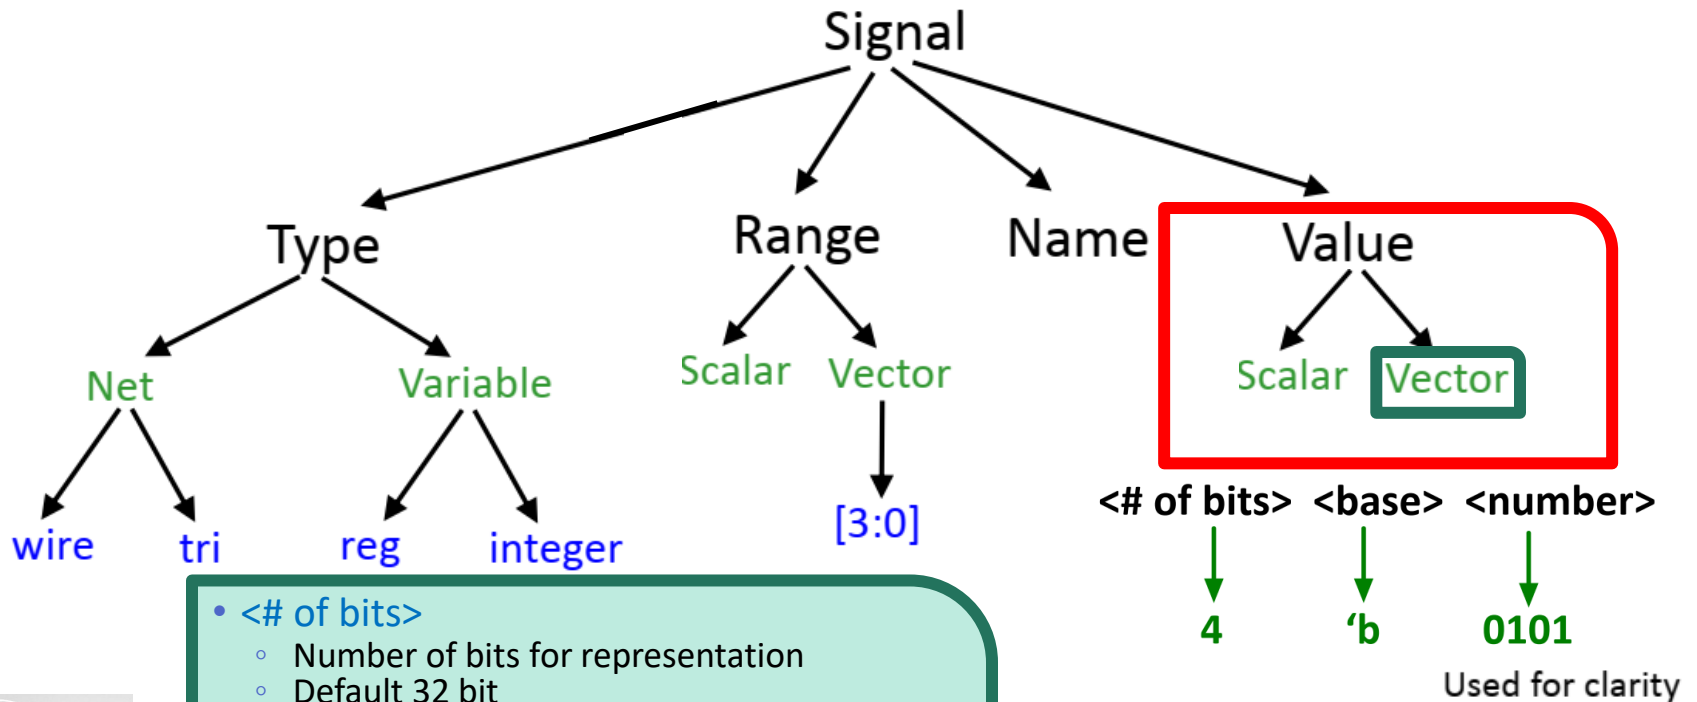 Signal
Type
Range
Name
Value
Net
Variable
Scalar
Vector
Scalar
Vector
wire
tri
reg
integer
[3:0]
<# of bits> <base> <number>
4 ‘b 0101
Used for clarity
• <# of bits>
◦ Number of bits for representation
◦ Default 32 bit